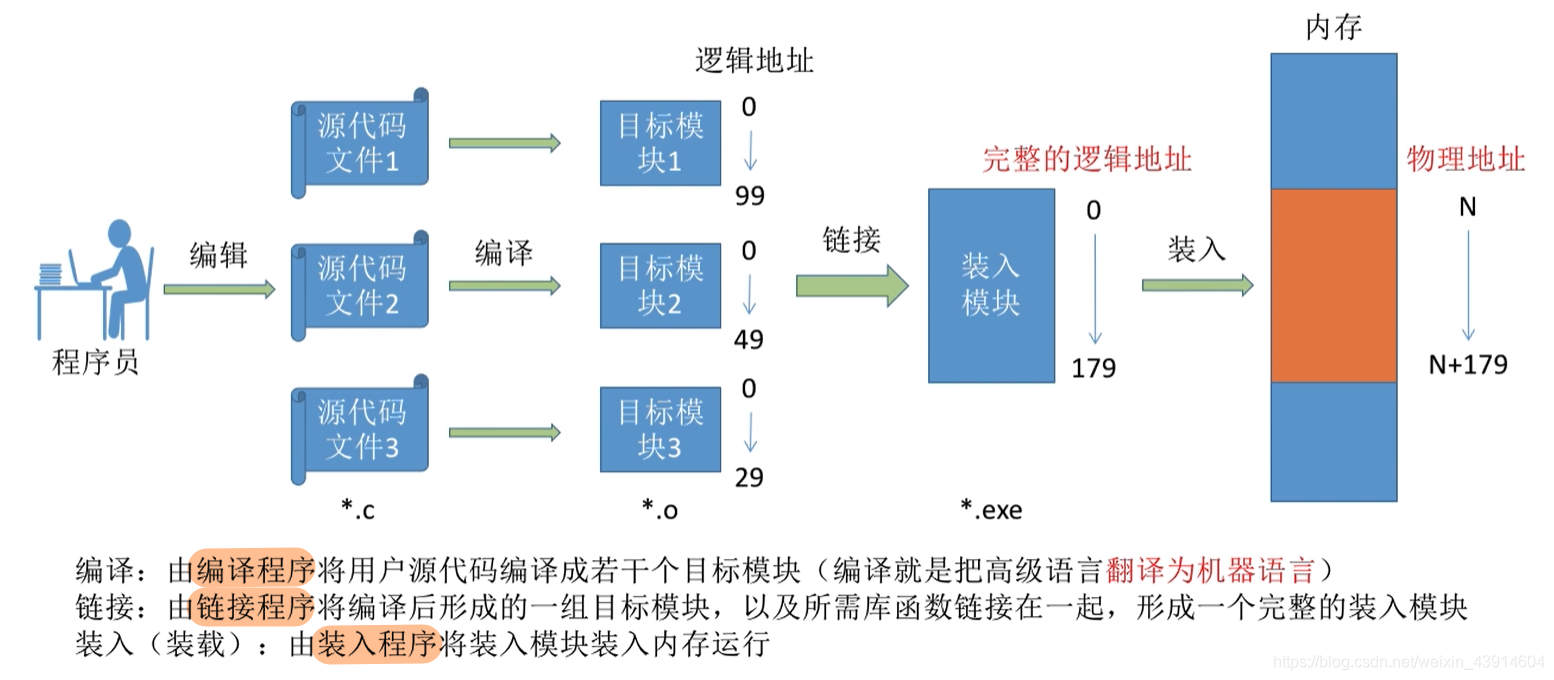 内存
逻辑地址
源代码
文件1
目标模
块1
0
99
完整的逻辑地址
物理地址
程序员
编辑
源代码
文件2
编译
目标模
块2
0
49
链接
装入
模块
0
179
装入
N
N+179
源代码
文件3
目标模
块3
0
29
*.c
*.o
*.exe
编译：由编译程序将用户源代码编译成若干个目标模块（编译就是把高级语言翻译为机器语言）
链接：由链接程序将编译后形成的一组目标模块，以及所需库函数链接在一起，形成一个完整的装入模块
装入（装载）：由装入程序将装入模块装入内存运行
https://blog.csdn.net/weixin_43914604